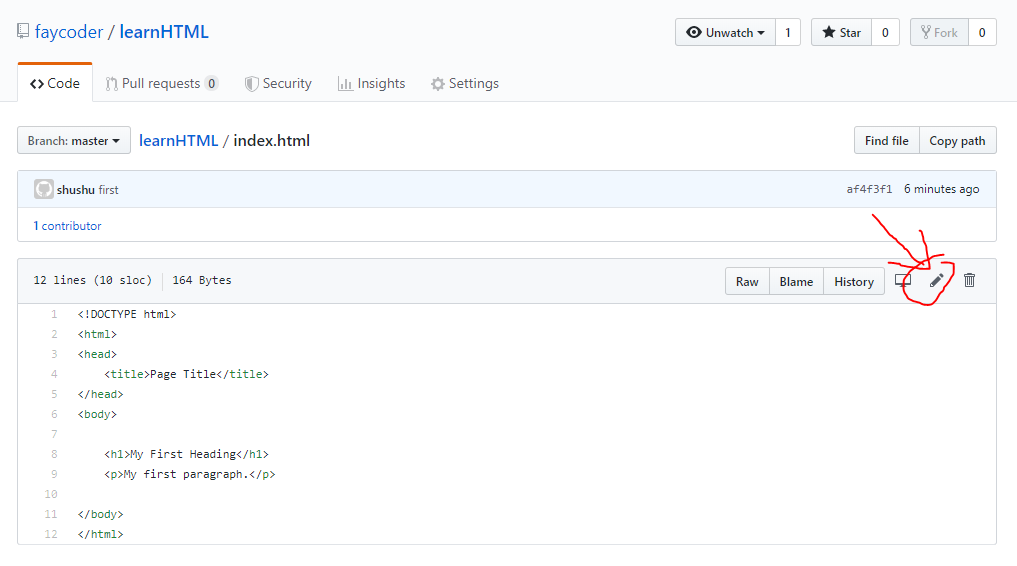 faycoder / learnHTML
Unwatch 1 Star 0 Fork 0
Code Pull requests 0 Security Insights Settings
Branch: master learnHTML / index.html Find file Copy path
shushu first af4f3f1 6 minutes ago
1 contributor
12 lines (10 sloc) 164 Bytes Raw Blame History
1 <!DOCTYPE html>
2 <html>
3 <head>
4 <title>Page Title</title>
5 </head>
6 <body>
7
8 <h1>My First Heading</h1>
9 <p>My first paragraph.</p>
10
11 </body>
12 </html>